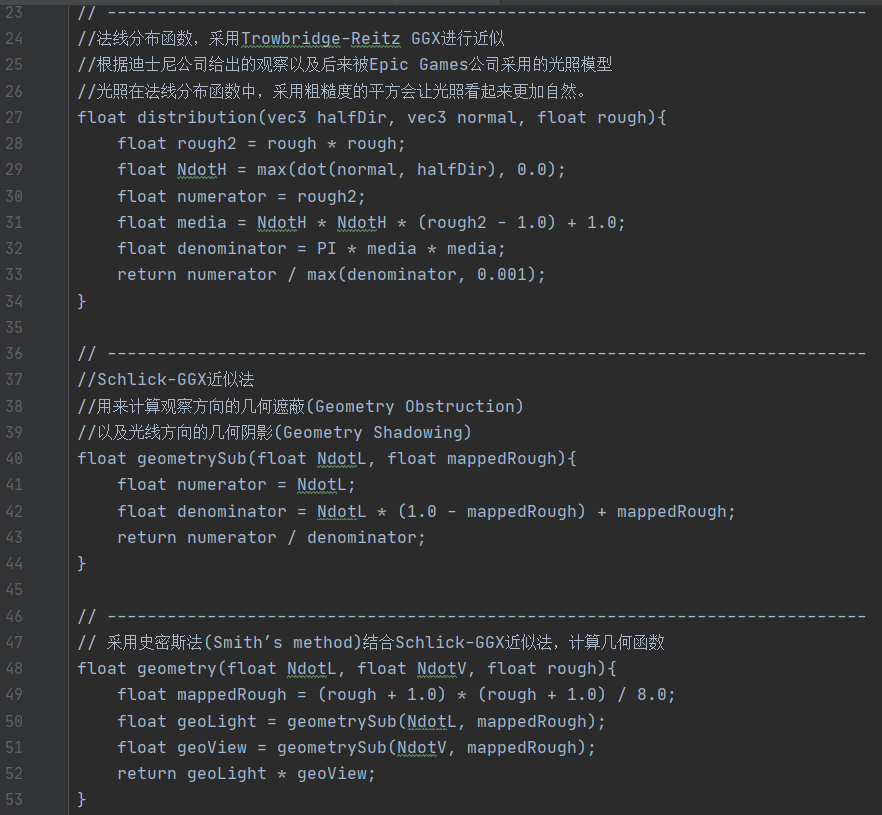 23 // ----------------------------------------------------------------------------
24 //法线分布函数，采用Trowbridge-Reitz GGX进行近似
25 //根据迪士尼公司给出的观察以及后来被Epic Games公司采用的光照模型
26 //光照在法线分布函数中，采用粗糙度的平方会让光照看起来更加自然。
27 float distribution(vec3 halfDir, vec3 normal, float rough){
28     float rough2 = rough * rough;
29     float NdotH = max(dot(normal, halfDir), 0.0);
30     float numerator = rough2;
31     float media = NdotH * NdotH * (rough2 - 1.0) + 1.0;
32     float denominator = PI * media * media;
33     return numerator / max(denominator, 0.001);
34 }
35
36 // ----------------------------------------------------------------------------
37 //Schlick-GGX近似法
38 //用来计算观察方向的几何遮蔽(Geometry Obstruction)
39 //以及光线方向的几何阴影(Geometry Shadowing)
40 float geometrySub(float NdotL, float mappedRough){
41     float numerator = NdotL;
42     float denominator = NdotL * (1.0 - mappedRough) + mappedRough;
43     return numerator / denominator;
44 }
45
46 // ----------------------------------------------------------------------------
47 // 采用史密斯法(Smith’s method)结合Schlick-GGX近似法，计算几何函数
48 float geometry(float NdotL, float NdotV, float rough){
49     float mappedRough = (rough + 1.0) * (rough + 1.0) / 8.0;
50     float geoLight = geometrySub(NdotL, mappedRough);
51     float geoView = geometrySub(NdotV, mappedRough);
52     return geoLight * geoView;
53 }